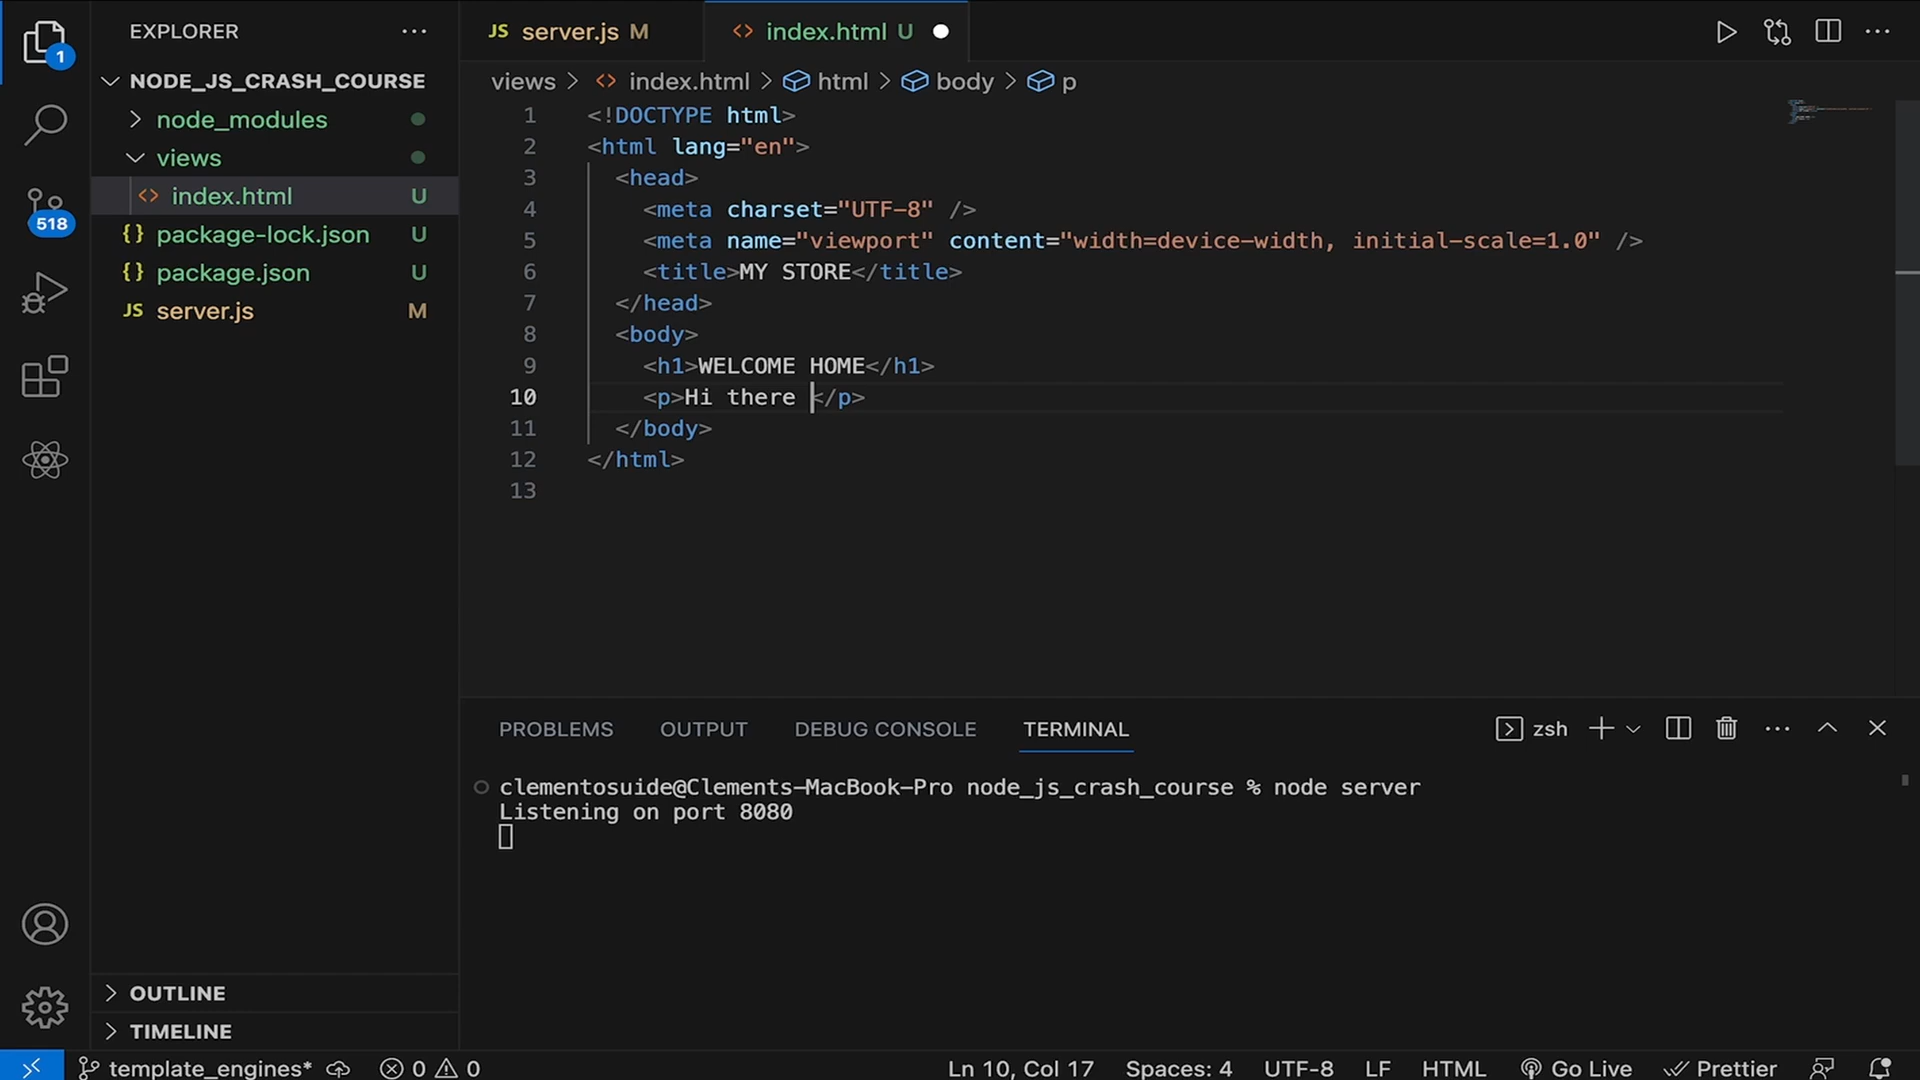 EXPLORER
1
NODE_JS_CRASH_COURSE
node_modules
views
<> index.html U
{} package-lock.json U
{} package.json U
JS server.js M
518
OUTLINE
TIMELINE
JS server.js M
<> index.html U
views > <> index.html > html > body > p
1 <!DOCTYPE html>
2 <html lang="en">
3 <head>
4 <meta charset="UTF-8" />
5 <meta name="viewport" content="width=device-width, initial-scale=1.0" />
6 <title>MY STORE</title>
7 </head>
8 <body>
9 <h1>WELCOME HOME</h1>
10 <p>Hi there </p>
11 </body>
12 </html>
13
PROBLEMS OUTPUT DEBUG CONSOLE TERMINAL zsh
clementosuide@Clements-MacBook-Pro node_js_crash_course % node server
Listening on port 8080
template_engines* 0 0 Ln 10, Col 17 Spaces: 4 UTF-8 LF HTML Go Live Prettier